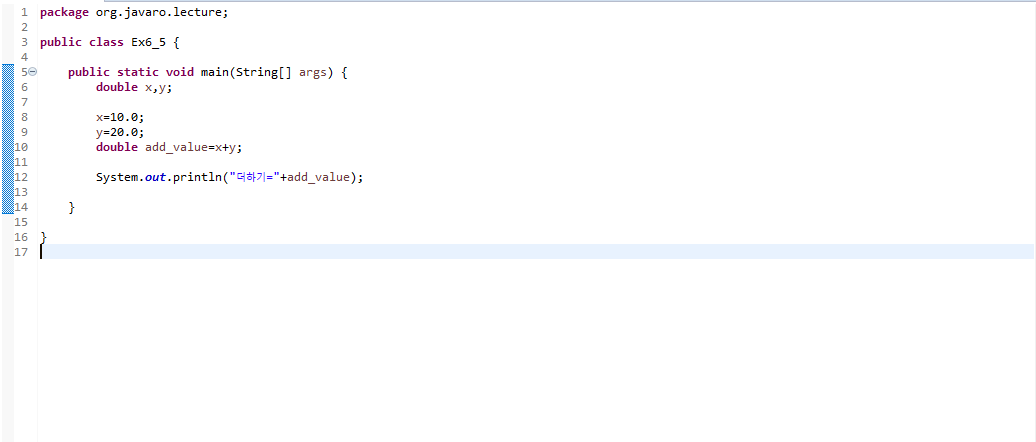 1 package org.javaro.lecture;
2
3 public class Ex6_5 {
4
5 public static void main(String[] args) {
6 double x,y;
7
8 x=10.0;
9 y=20.0;
10 double add_value=x+y;
11
12 System.out.println("더하기="+add_value);
13
14 }
15
16 }
17